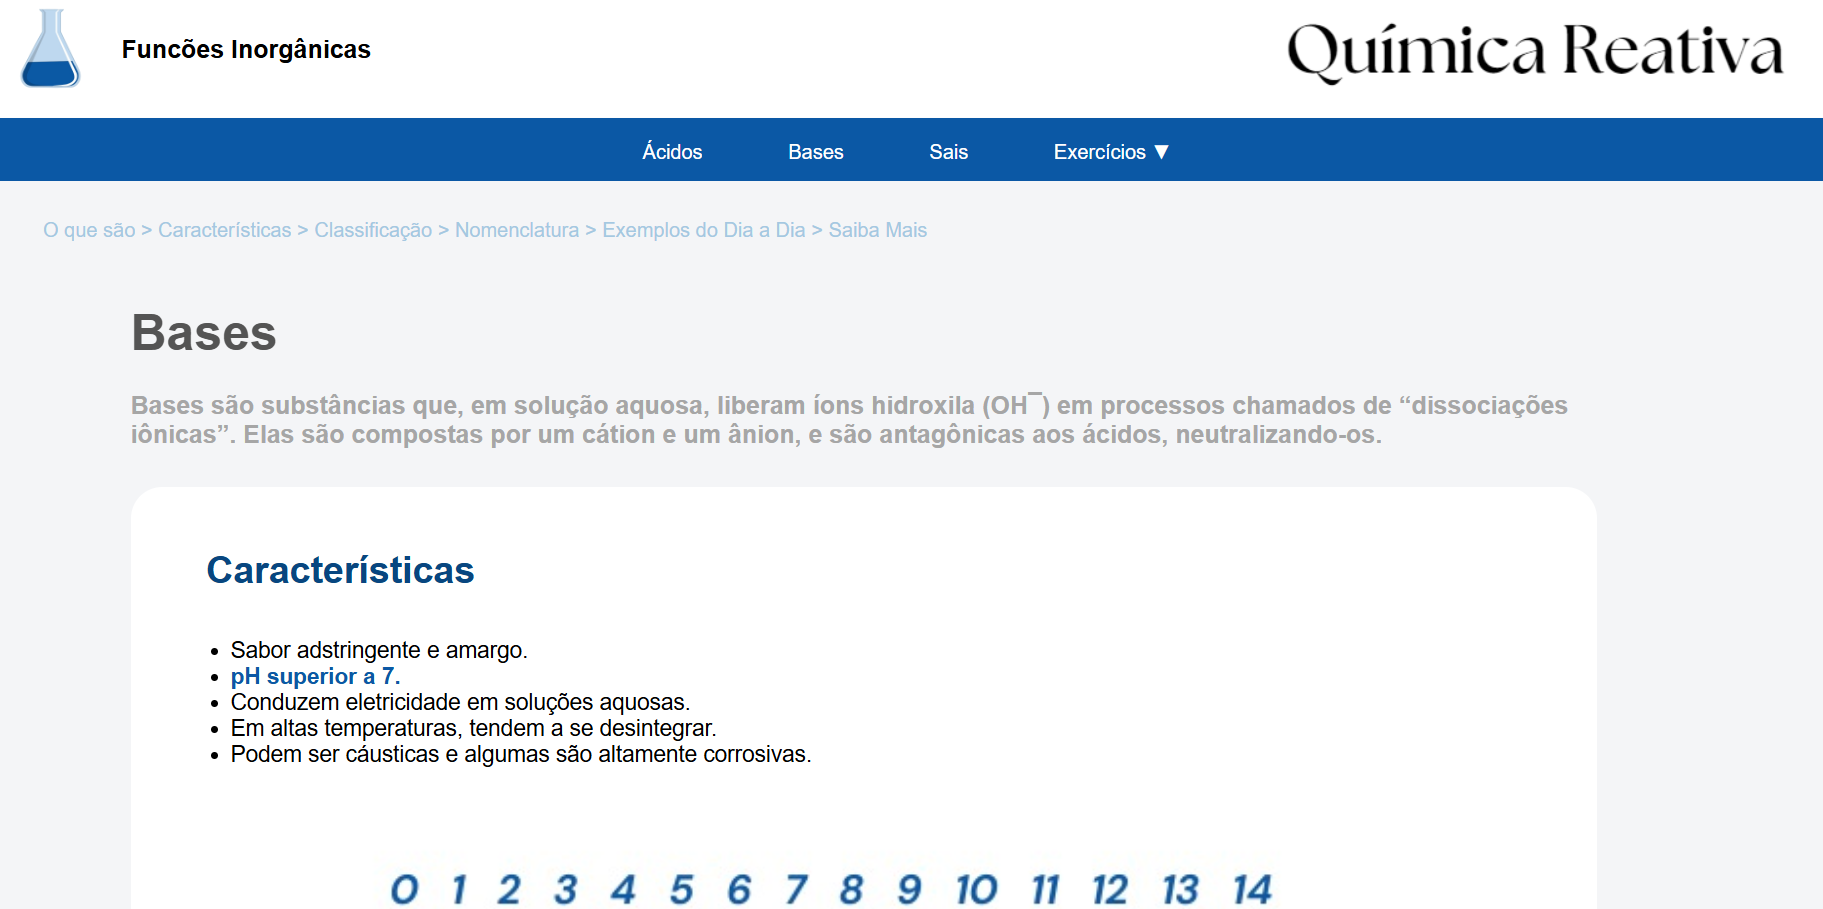 Funcões Inorgânicas
Química Reativa
Ácidos Bases Sais Exercícios ▼
O que são > Características > Classificação > Nomenclatura > Exemplos do Dia a Dia > Saiba Mais
Bases
Bases são substâncias que, em solução aquosa, liberam íons hidroxila (OH¯) em processos chamados de “dissociações
iônicas”. Elas são compostas por um cátion e um ânion, e são antagônicas aos ácidos, neutralizando-os.
Características
• Sabor adstringente e amargo.
• pH superior a 7.
• Conduzem eletricidade em soluções aquosas.
• Em altas temperaturas, tendem a se desintegrar.
• Podem ser cáusticas e algumas são altamente corrosivas.
0 1 2 3 4 5 6 7 8 9 10 11 12 13 14